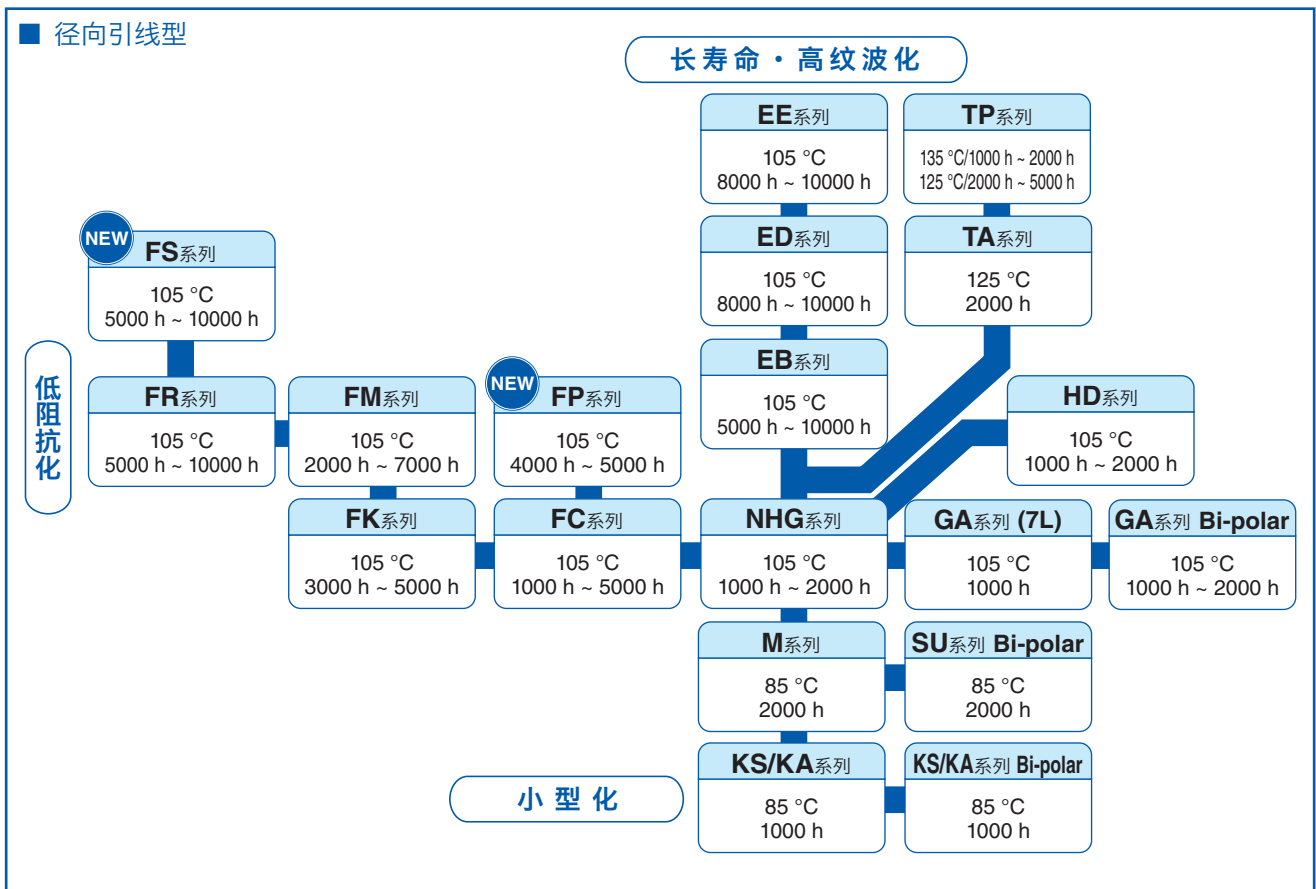 ■ 径向引线型
长寿命・高纹波化
EE系列
105 °C
8000 h ~ 10000 h
TP系列
135 °C/1000 h ~ 2000 h
125 °C/2000 h ~ 5000 h
NEW
FS系列
105 °C
5000 h ~ 10000 h
ED系列
105 °C
8000 h ~ 10000 h
TA系列
125 °C
2000 h
低阻抗化
FR系列
105 °C
5000 h ~ 10000 h
FM系列
105 °C
2000 h ~ 7000 h
NEW
FP系列
105 °C
4000 h ~ 5000 h
EB系列
105 °C
5000 h ~ 10000 h
HD系列
105 °C
1000 h ~ 2000 h
FK系列
105 °C
3000 h ~ 5000 h
FC系列
105 °C
1000 h ~ 5000 h
NHG系列
105 °C
1000 h ~ 2000 h
GA系列 (7L)
105 °C
1000 h
GA系列 Bi-polar
105 °C
1000 h ~ 2000 h
M系列
85 °C
2000 h
SU系列 Bi-polar
85 °C
2000 h
小型化
KS/KA系列
85 °C
1000 h
KS/KA系列 Bi-polar
85 °C
1000 h